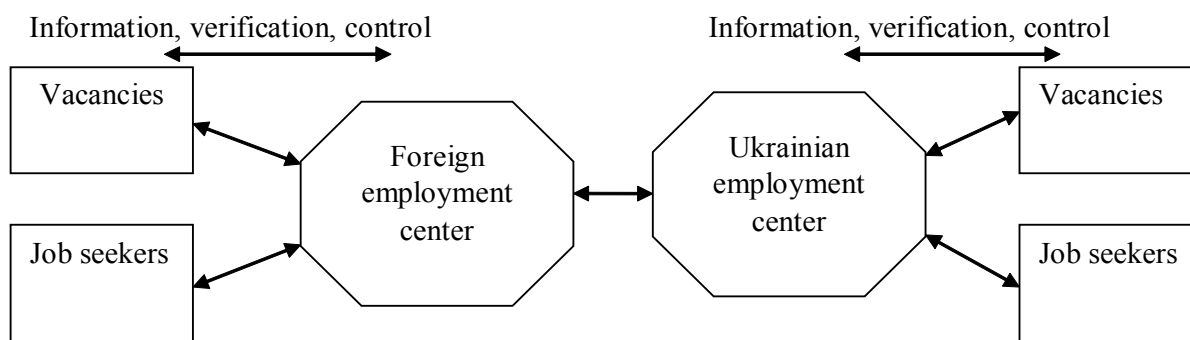 Information, verification, control
Information, verification, control
Vacancies
Vacancies
Foreign
employment
center
Ukrainian
employment
center
Job seekers
Job seekers